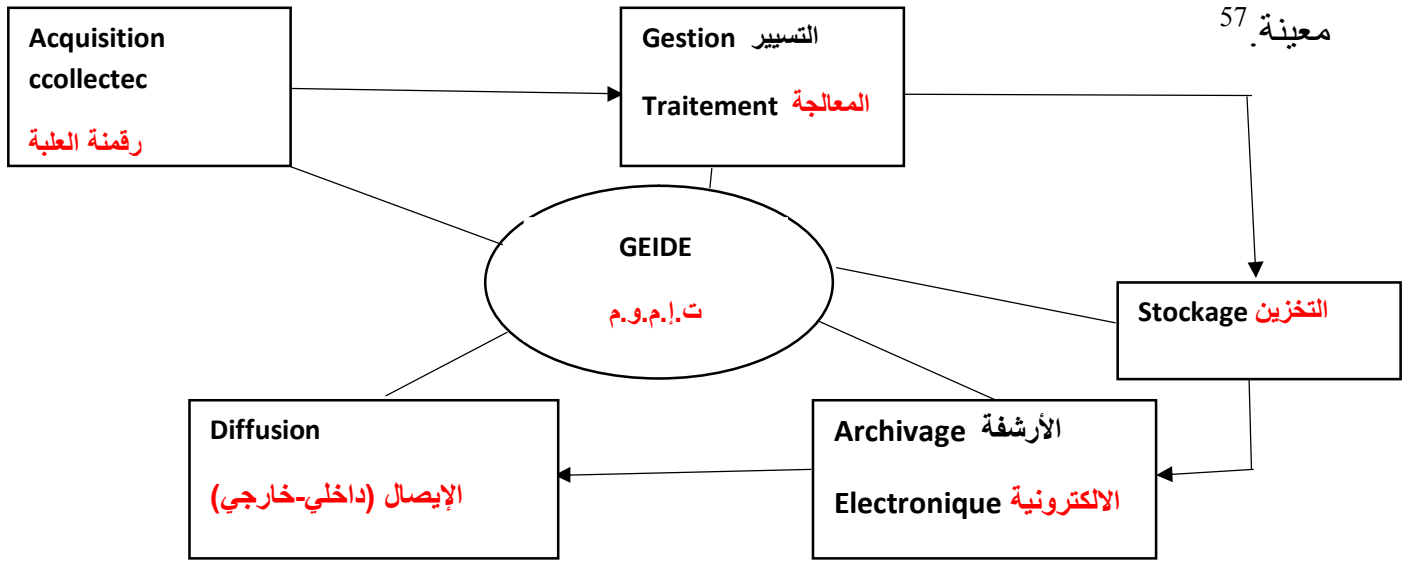 معينة.57
Acquisition
ccollectec
رقمنة العلبة
Gestion التسيير
Traitement المعالجة
GEIDE
ت.إ.م.و.م
Stockage التخزين
Archivage الأرشفة
Electronique الالكترونية
Diffusion
الإيصال (داخلي-خارجي)